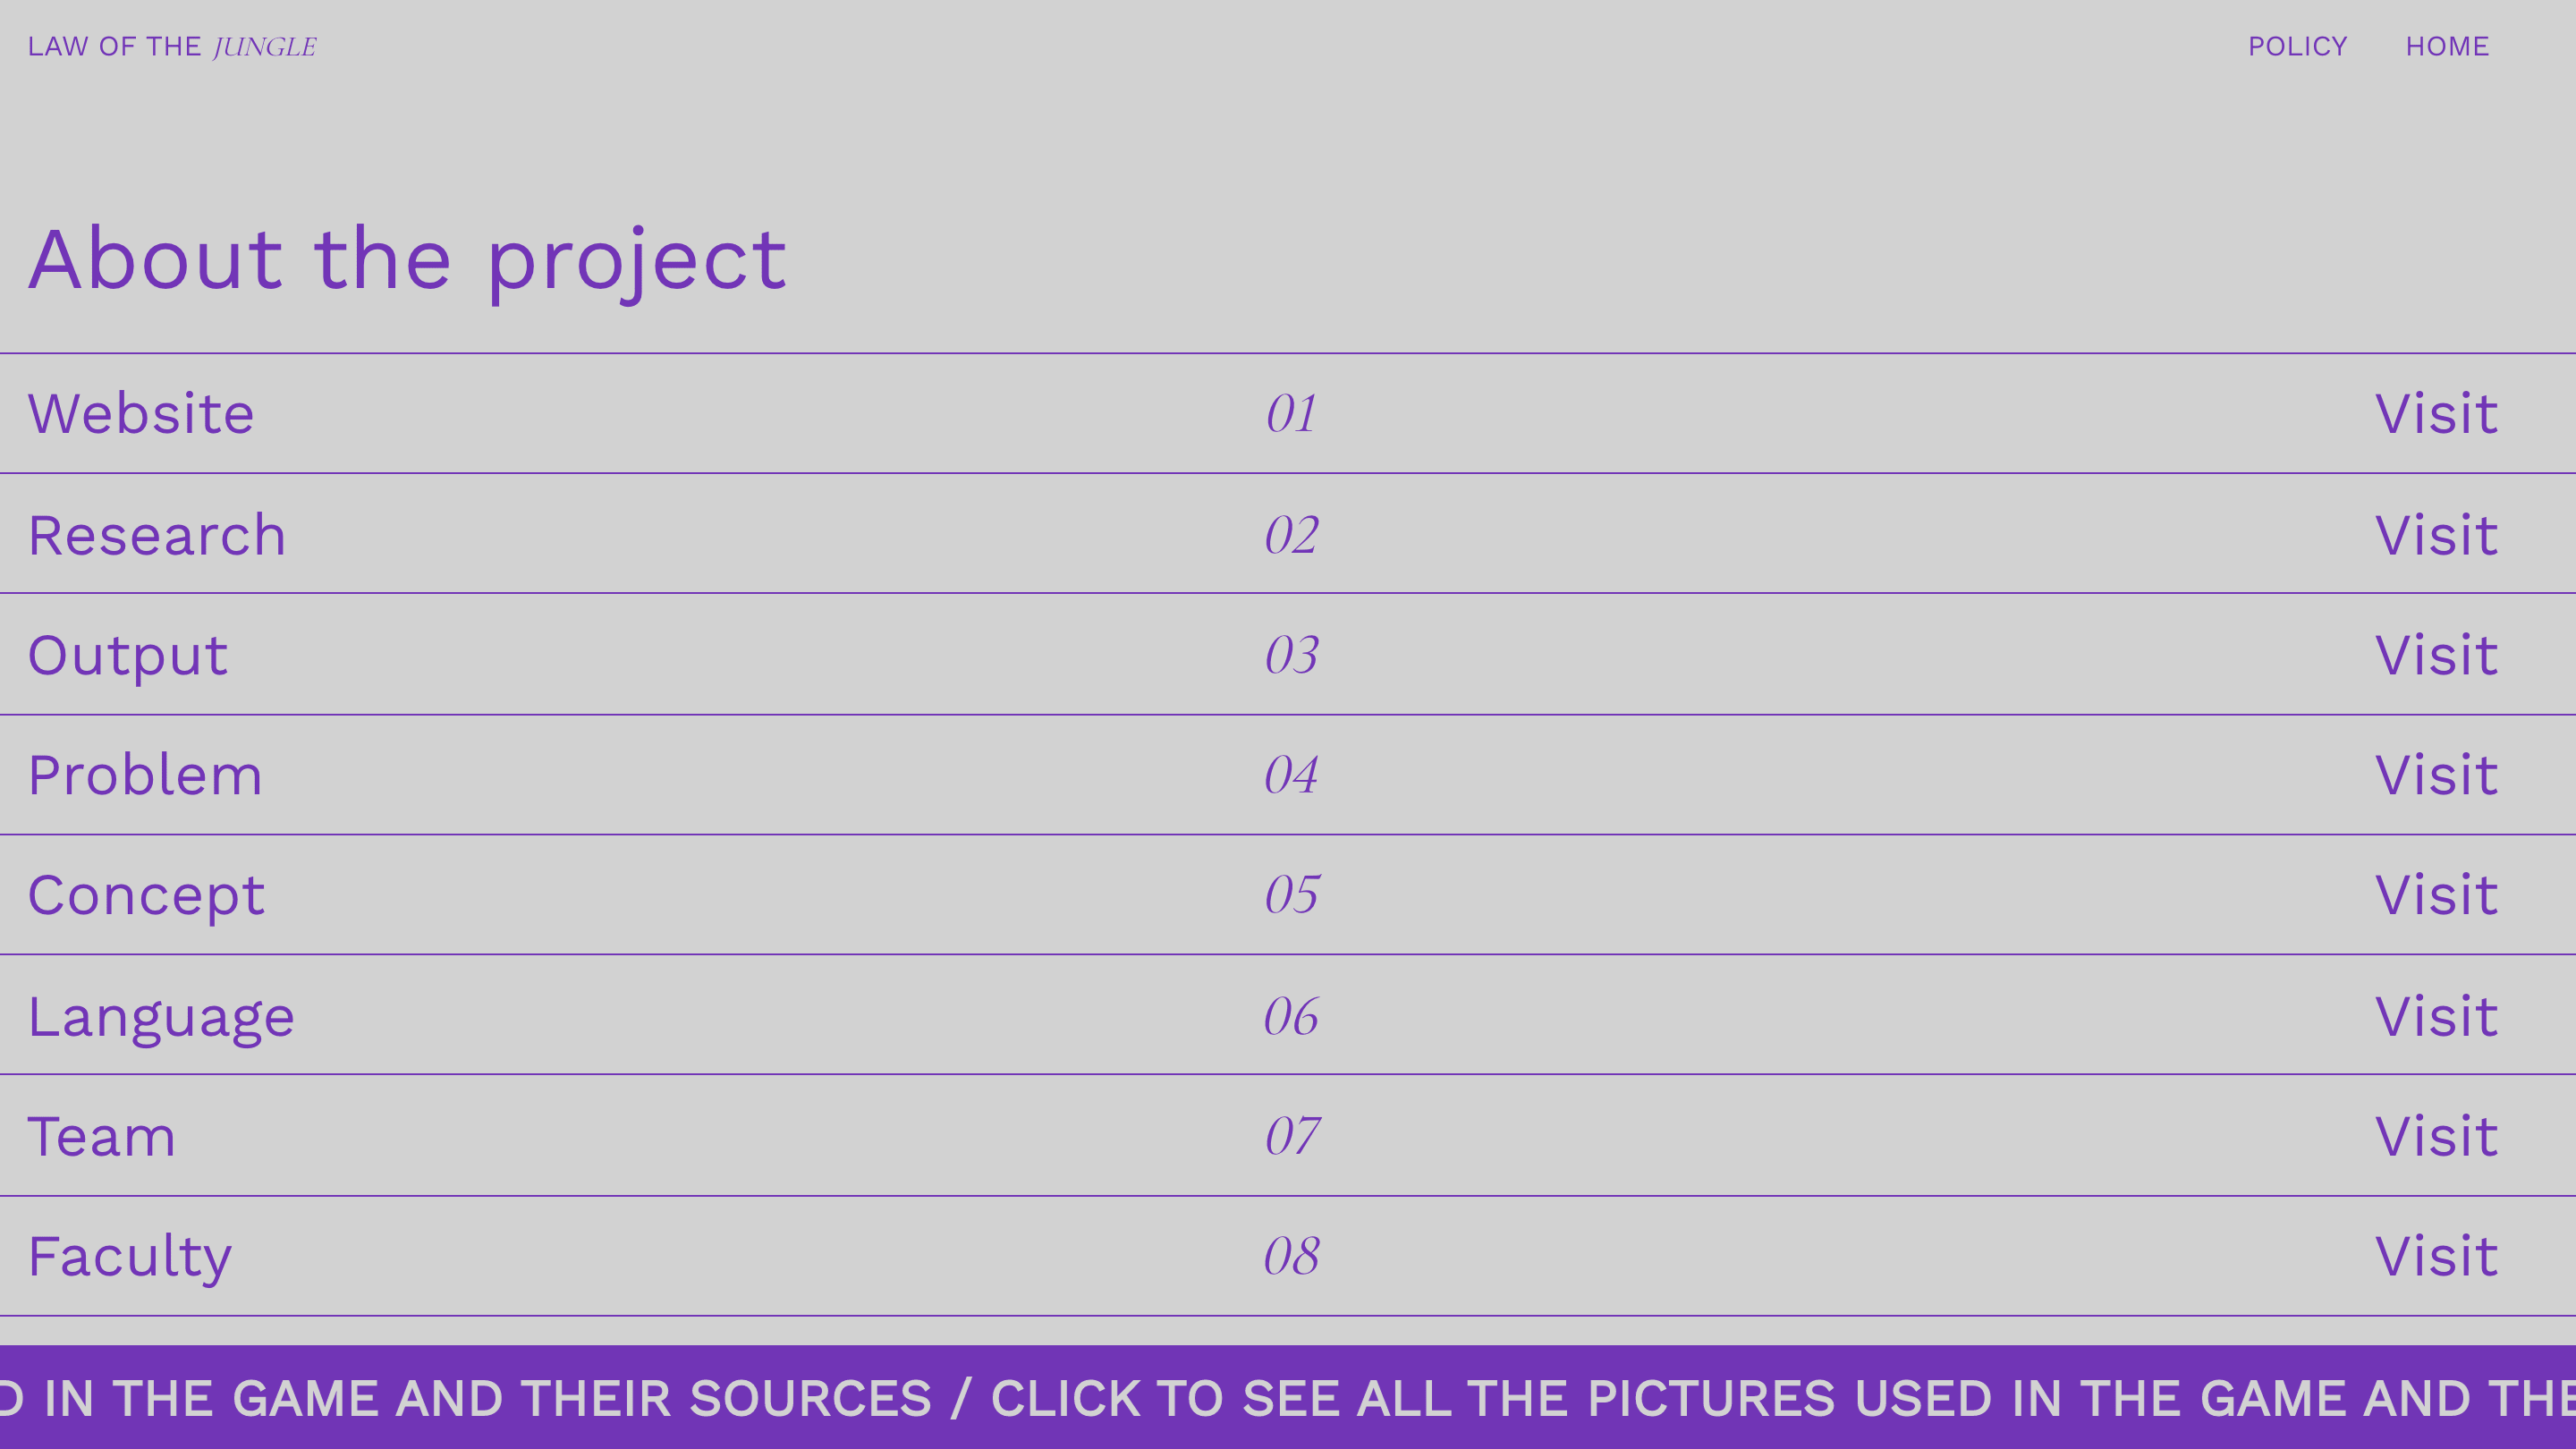 LAW OF THE JUNGLE POLICY HOME
About the project
Website 01 Visit
Research 02 Visit
Output 03 Visit
Problem 04 Visit
Concept 05 Visit
Language 06 Visit
Team 07 Visit
Faculty 08 Visit
D IN THE GAME AND THEIR SOURCES / CLICK TO SEE ALL THE PICTURES USED IN THE GAME AND THE